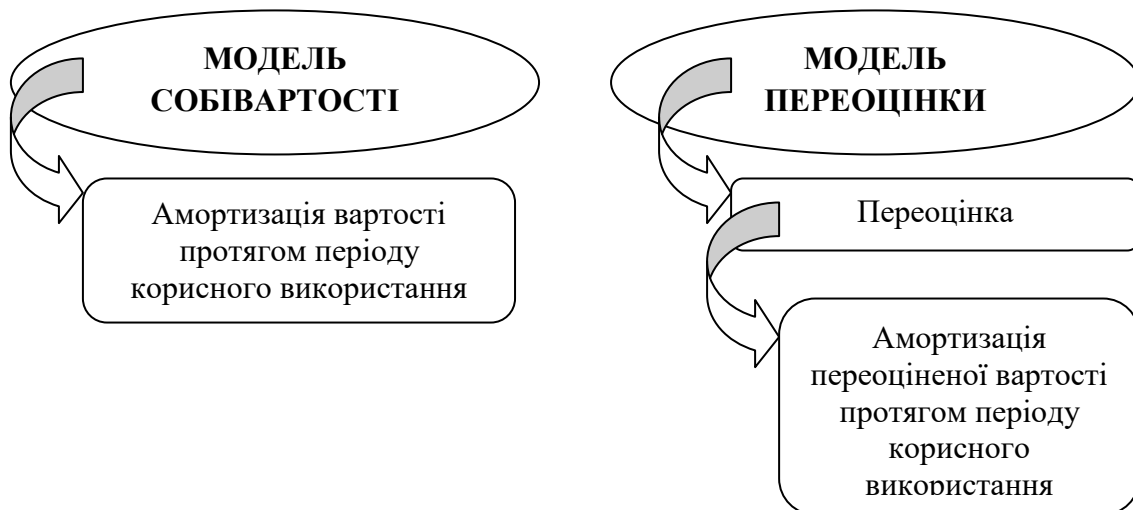 МОДЕЛЬ
СОБІВАРТОСТІ
Амортизація вартості
протягом періоду
корисного використання
МОДЕЛЬ
ПЕРЕОЦІНКИ
Переоцінка
Амортизація
переоціненої вартості
протягом періоду
корисного
використання